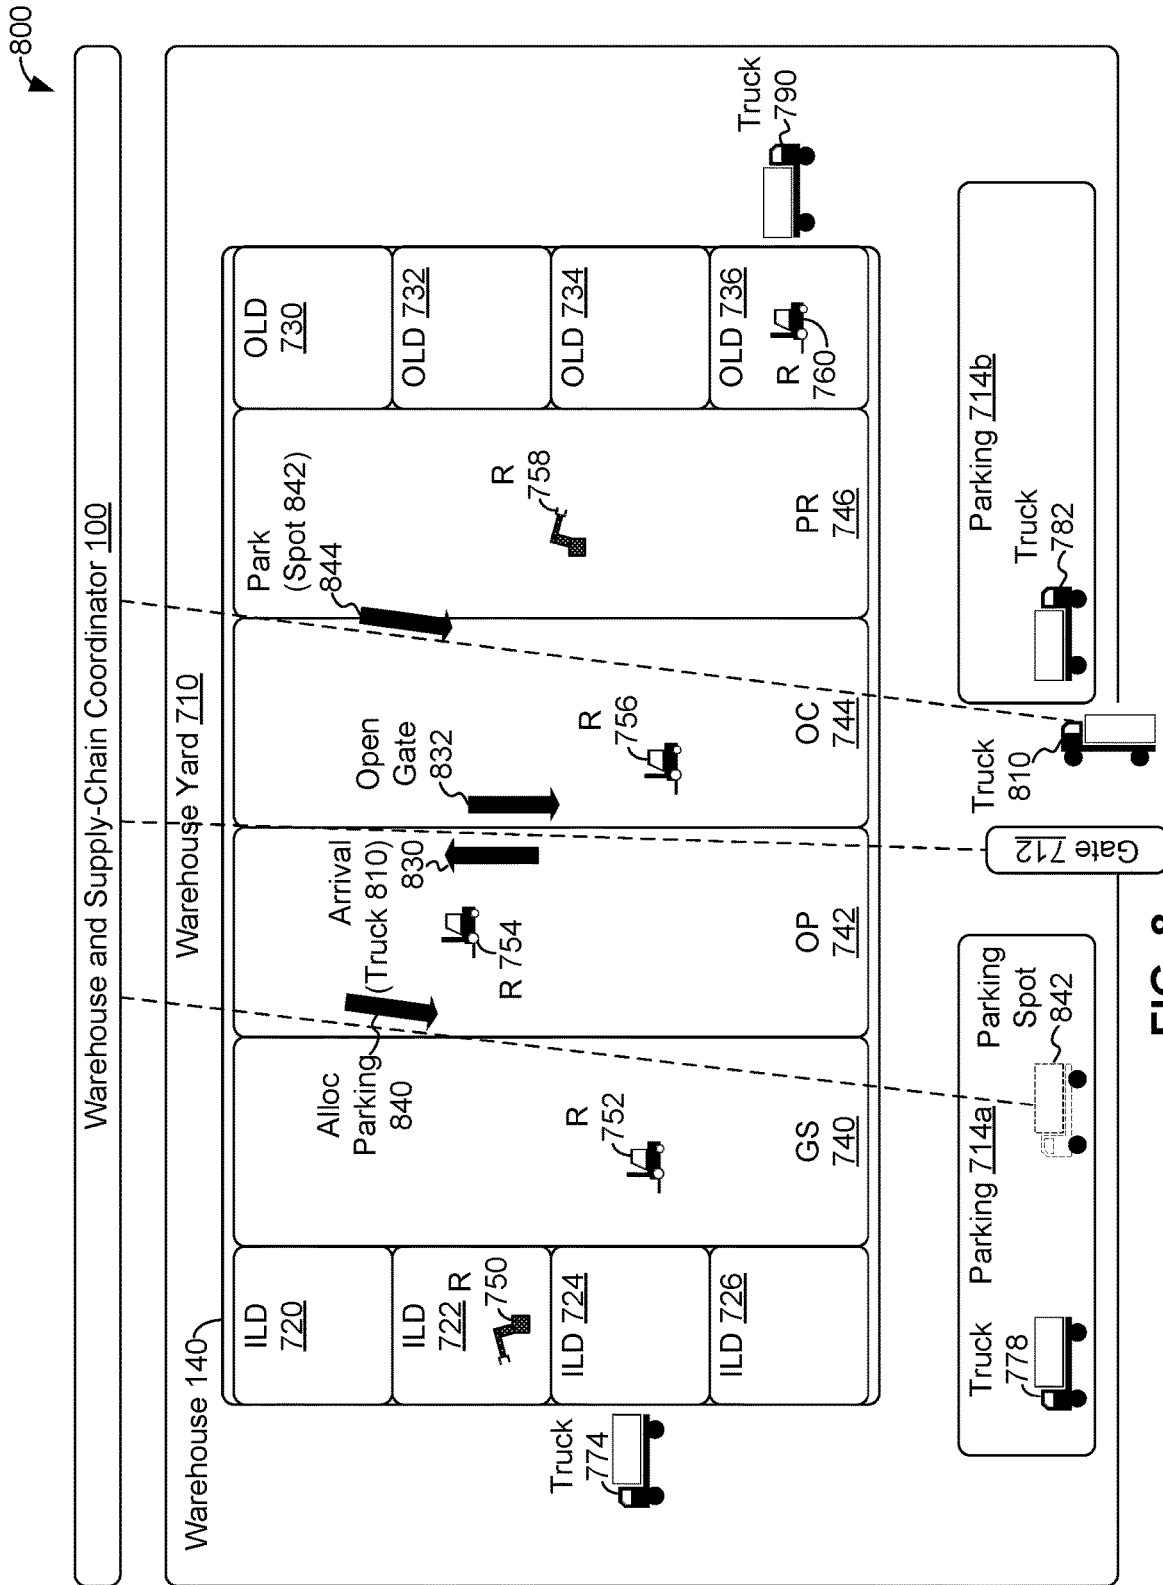 800
Warehouse and Supply-Chain Coordinator 100
Warehouse Yard 710
Warehouse 140
ILD
720
ILD
722
R
750
ILD 724
ILD 726
Truck
774
Alloc
Parking
840
R
752
GS
740
Arrival
(Truck 810)
830
R 754
OP
742
Open
Gate
832
R
756
OC
744
Park
(Spot 842)
844
R
758
PR
746
OLD
730
OLD 732
OLD 734
OLD 736
R
760
Truck
790
Truck
778
Parking 714a
Parking
Spot
842
Gate 712
Truck
810
Truck
782
Parking 714b
FIG. 8